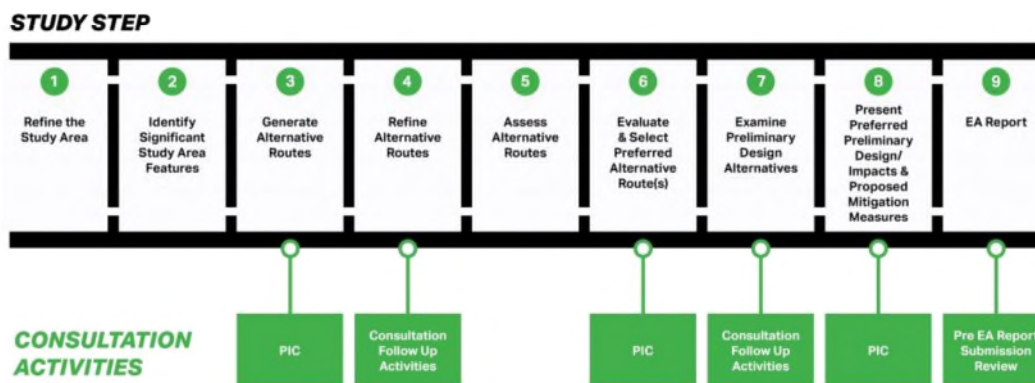 STUDY STEP
1
Refine the
Study Area
2
Identify
Significant
Study Area
Features
3
Generate
Alternative
Routes
4
Refine
Alternative
Routes
5
Assess
Alternative
Routes
6
Evaluate
& Select
Preferred
Alternative
Route(s)
7
Examine
Preliminary
Design
Alternatives
8
Present
Preferred
Preliminary
Design/
Impacts &
Proposed
Mitigation
Measures
9
EA Report
CONSULTATION
ACTIVITIES
PIC
Consultation
Follow Up
Activities
PIC
Consultation
Follow Up
Activities
PIC
Pre EA Report
Submission
Review